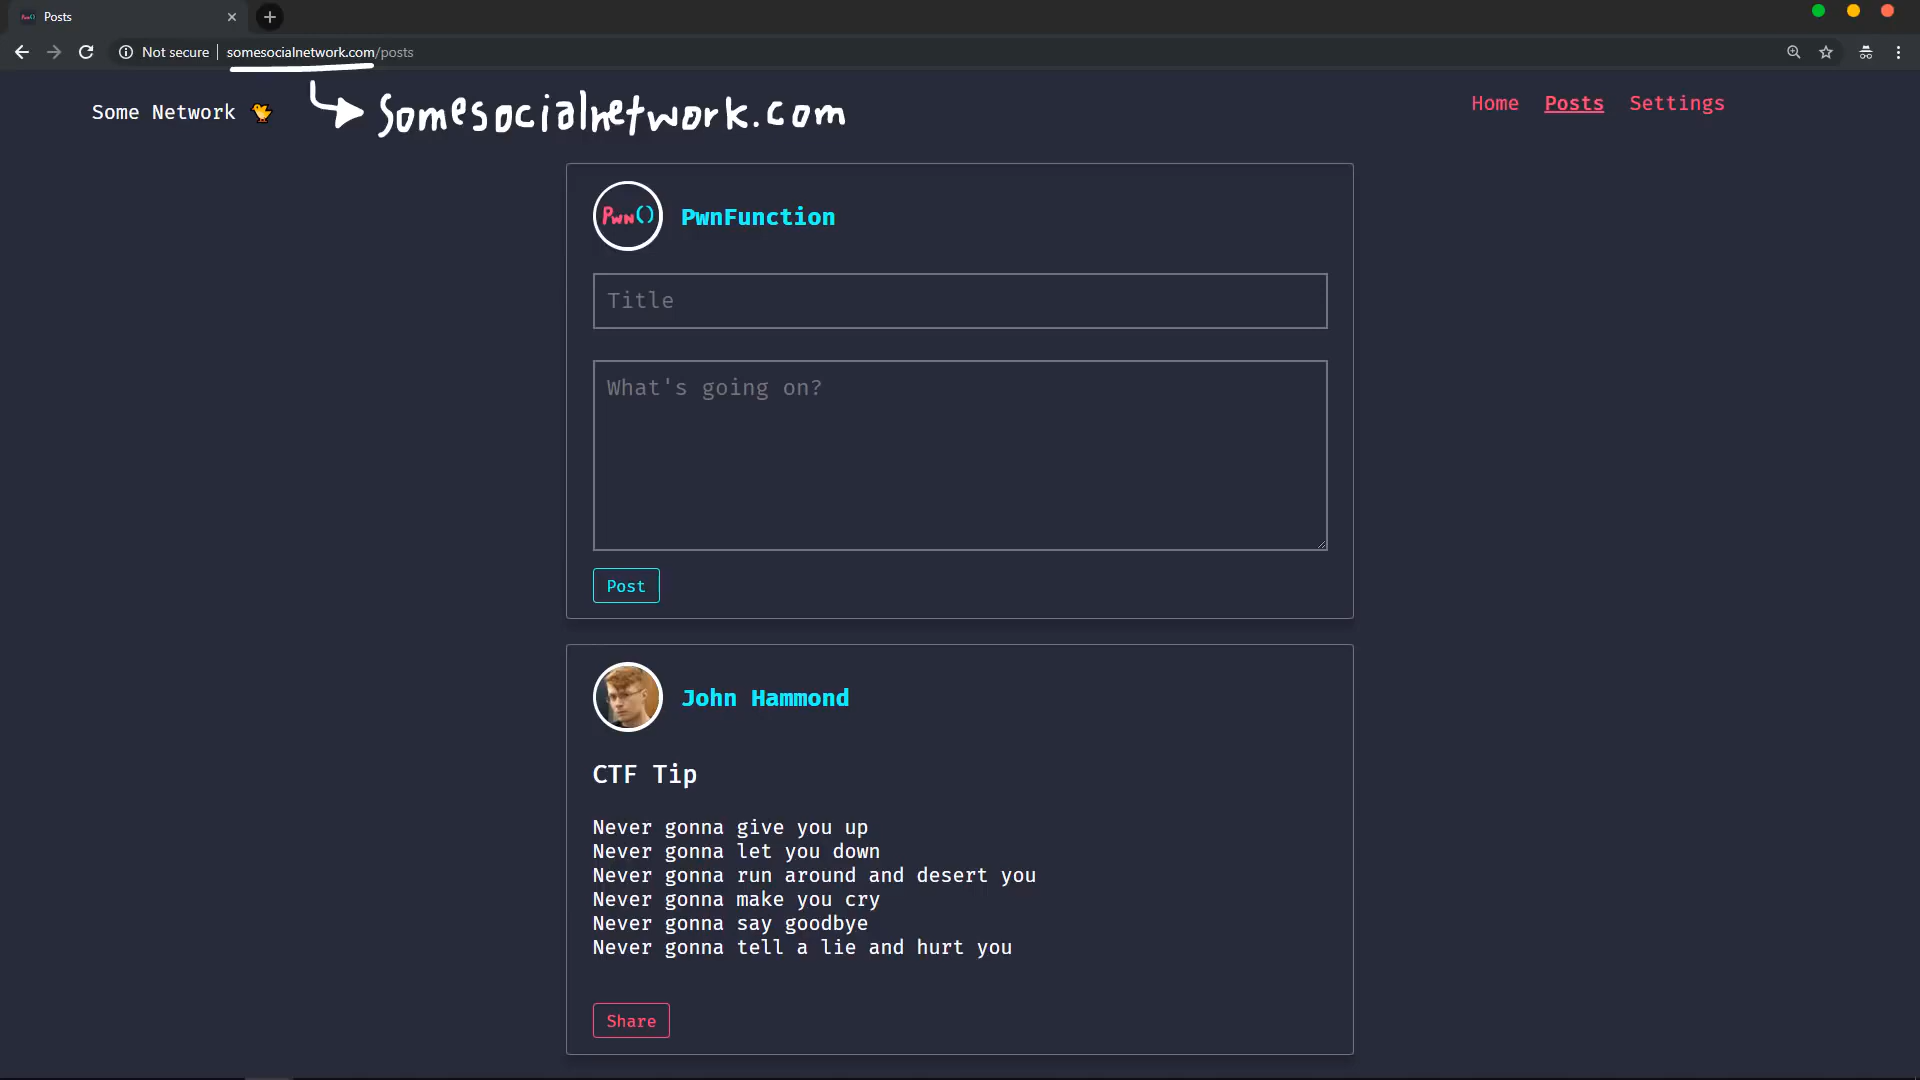 Posts
Not secure | somesocialnetwork.com/posts
Some Network
Somesocialnetwork.com
Home Posts Settings
Pwn()
PwnFunction
Title
What's going on?
Post
John Hammond
CTF Tip
Never gonna give you up
Never gonna let you down
Never gonna run around and desert you
Never gonna make you cry
Never gonna say goodbye
Never gonna tell a lie and hurt you
Share